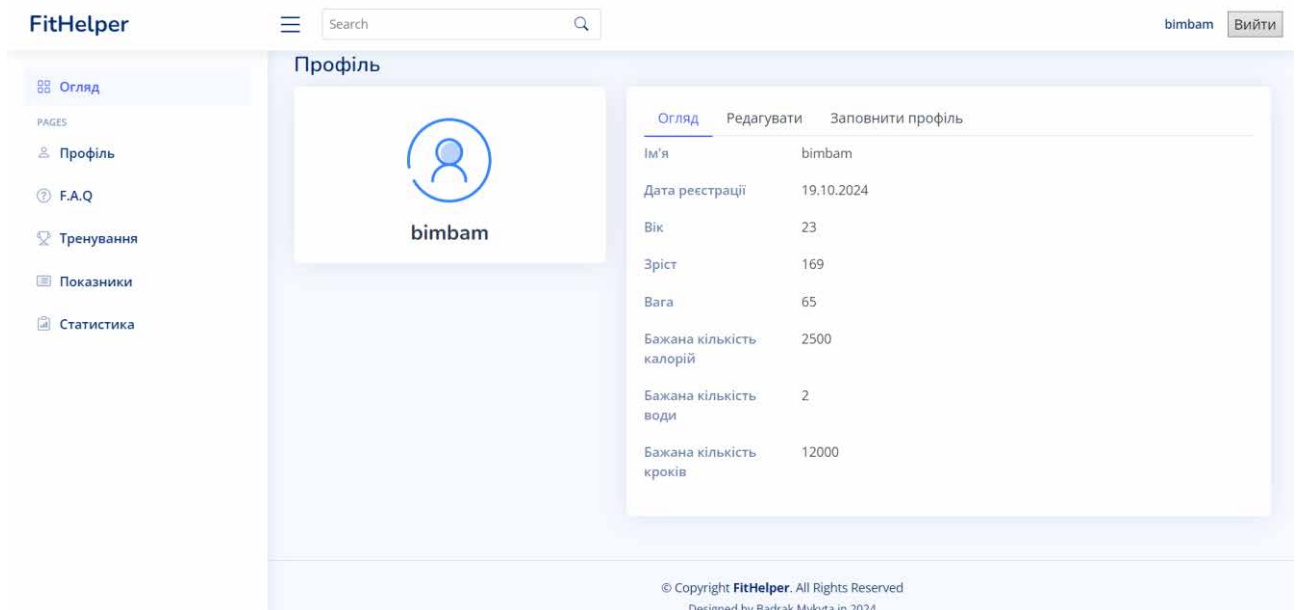 FitHelper
Search
bimbam
Вийти
Огляд
PAGES
Профіль
F.A.Q
Тренування
Показники
Статистика
Профіль
bimbam
Огляд Редагувати Заповнити профіль
Ім'я bimbam
Дата реєстрації 19.10.2024
Вік 23
Зріст 169
Вага 65
Бажана кількість 2500
калорій
Бажана кількість 2
води
Бажана кількість 12000
кроків
© Copyright FitHelper. All Rights Reserved
Designed by Badrak Mykyta in 2024